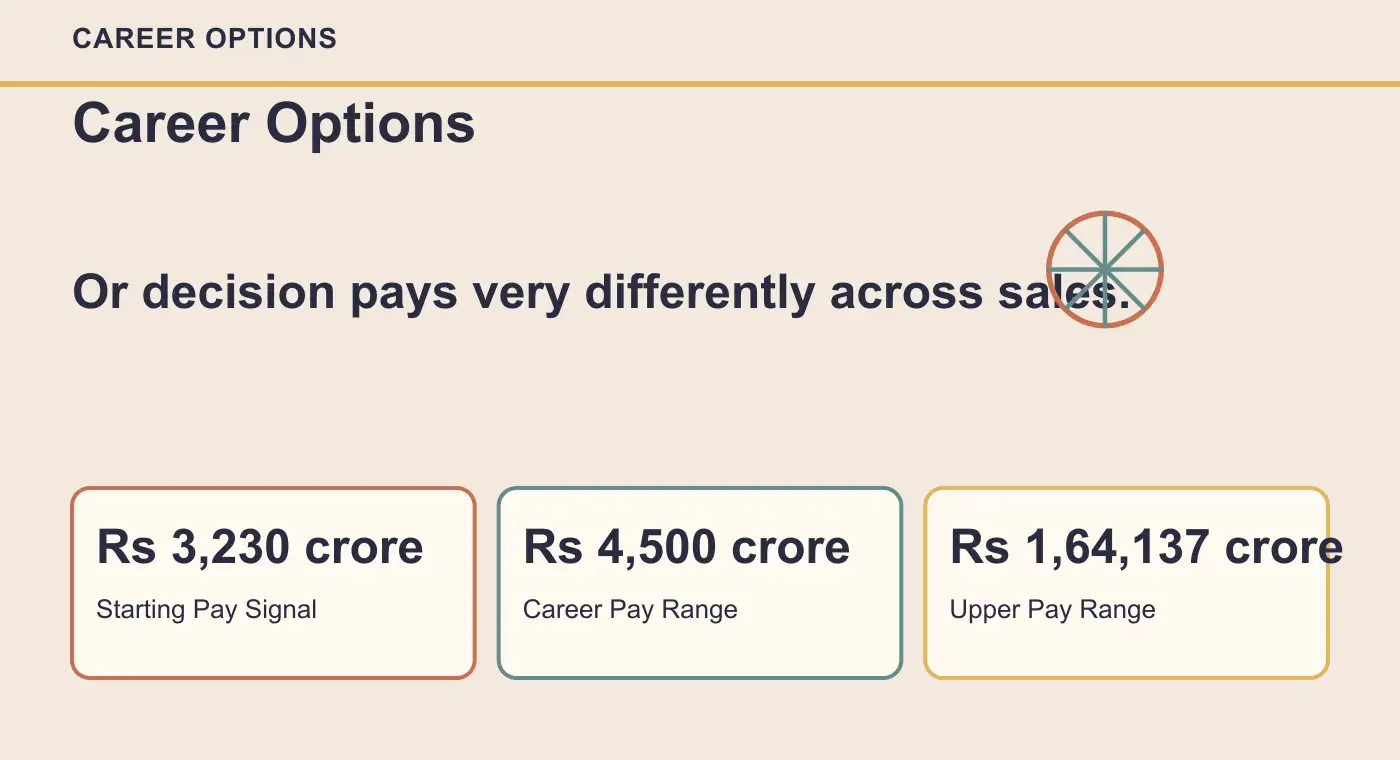 CAREER OPTIONS
Career Options
Or decision pays very differently across sales.
Rs 3,230 crore
Starting Pay Signal
Rs 4,500 crore
Career Pay Range
Rs 1,64,137 crore
Upper Pay Range